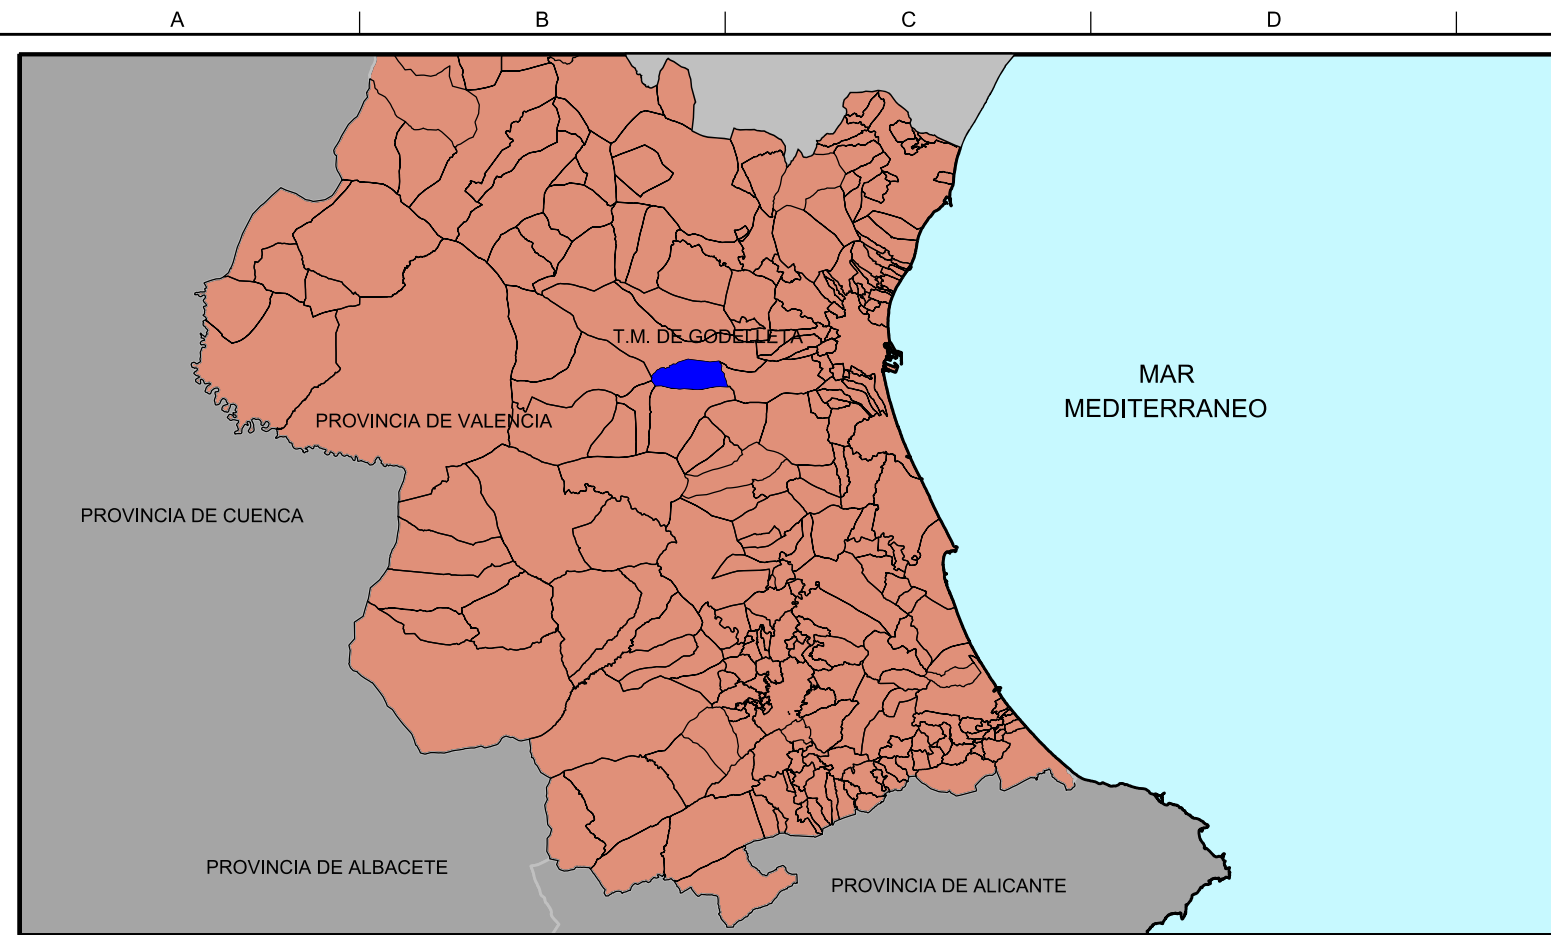 A B C D
T.M. DE GODELLETA
MAR
MEDITERRANEO
PROVINCIA DE VALENCIA
PROVINCIA DE CUENCA
PROVINCIA DE ALBACETE
PROVINCIA DE ALICANTE